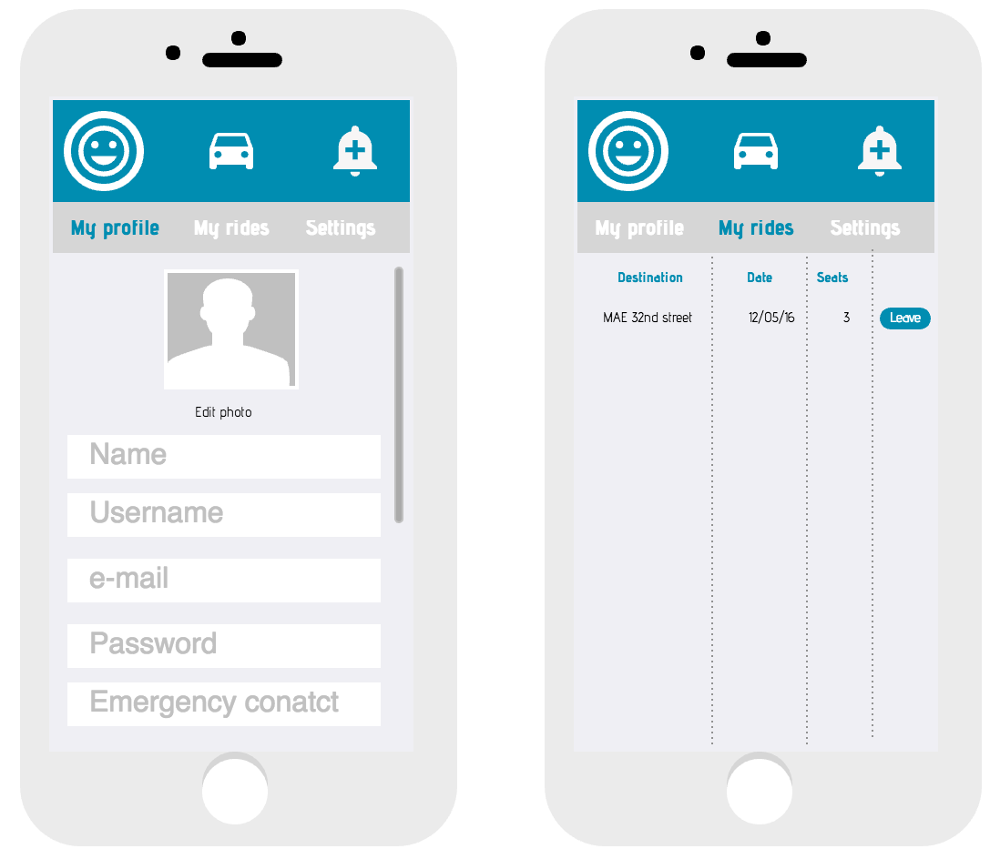 My profile My rides Settings
Edit photo
Name
Username
e-mail
Password
Emergency conatct
My profile My rides Settings
Destination Date Seats
MAE 32nd street 12/05/16 3 Leave